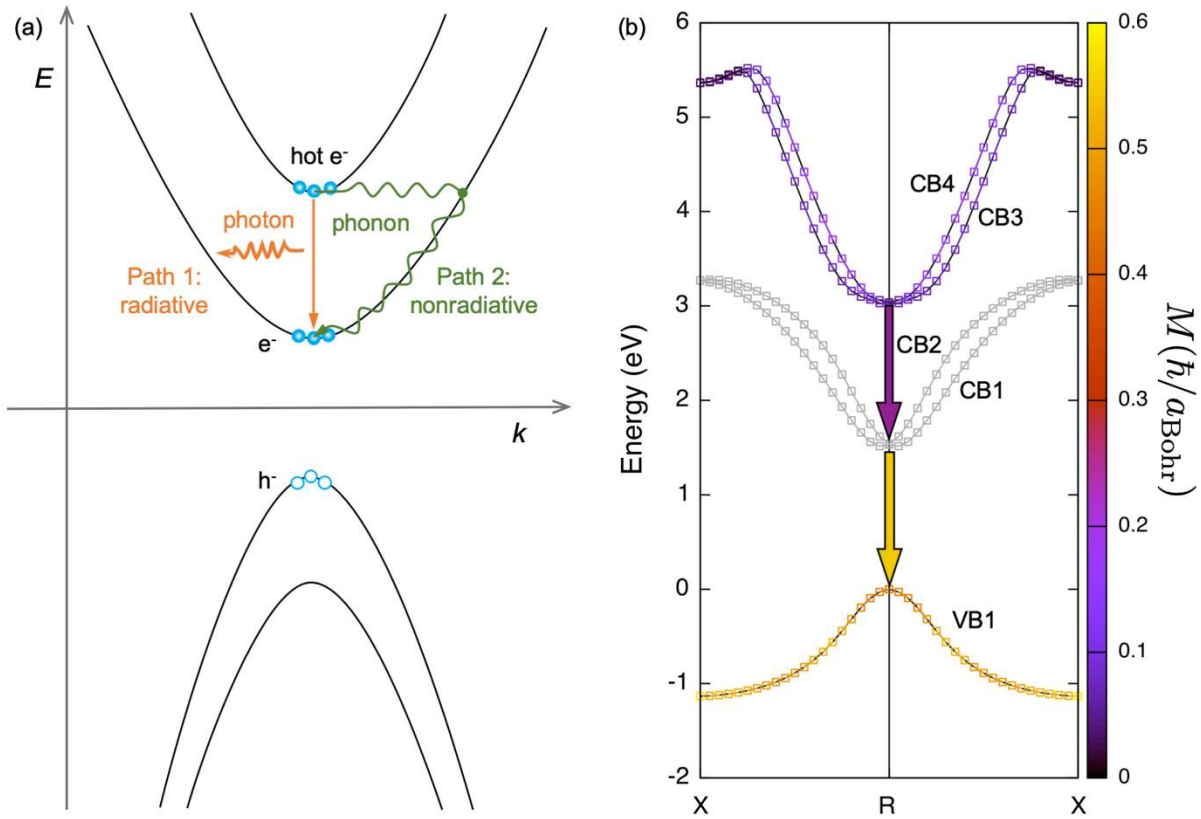 (a)
E
hot e-
photon
phonon
Path 1:
radiative
Path 2:
nonradiative
e-
k
h-
(b)
Energy (eV)
6
5
4
3
2
1
0
-1
-2
CB4
CB3
CB2
CB1
VB1
X
R
X
0.6
0.5
0.4
0.3
0.2
0.1
0
M(ℏ/aBohr)